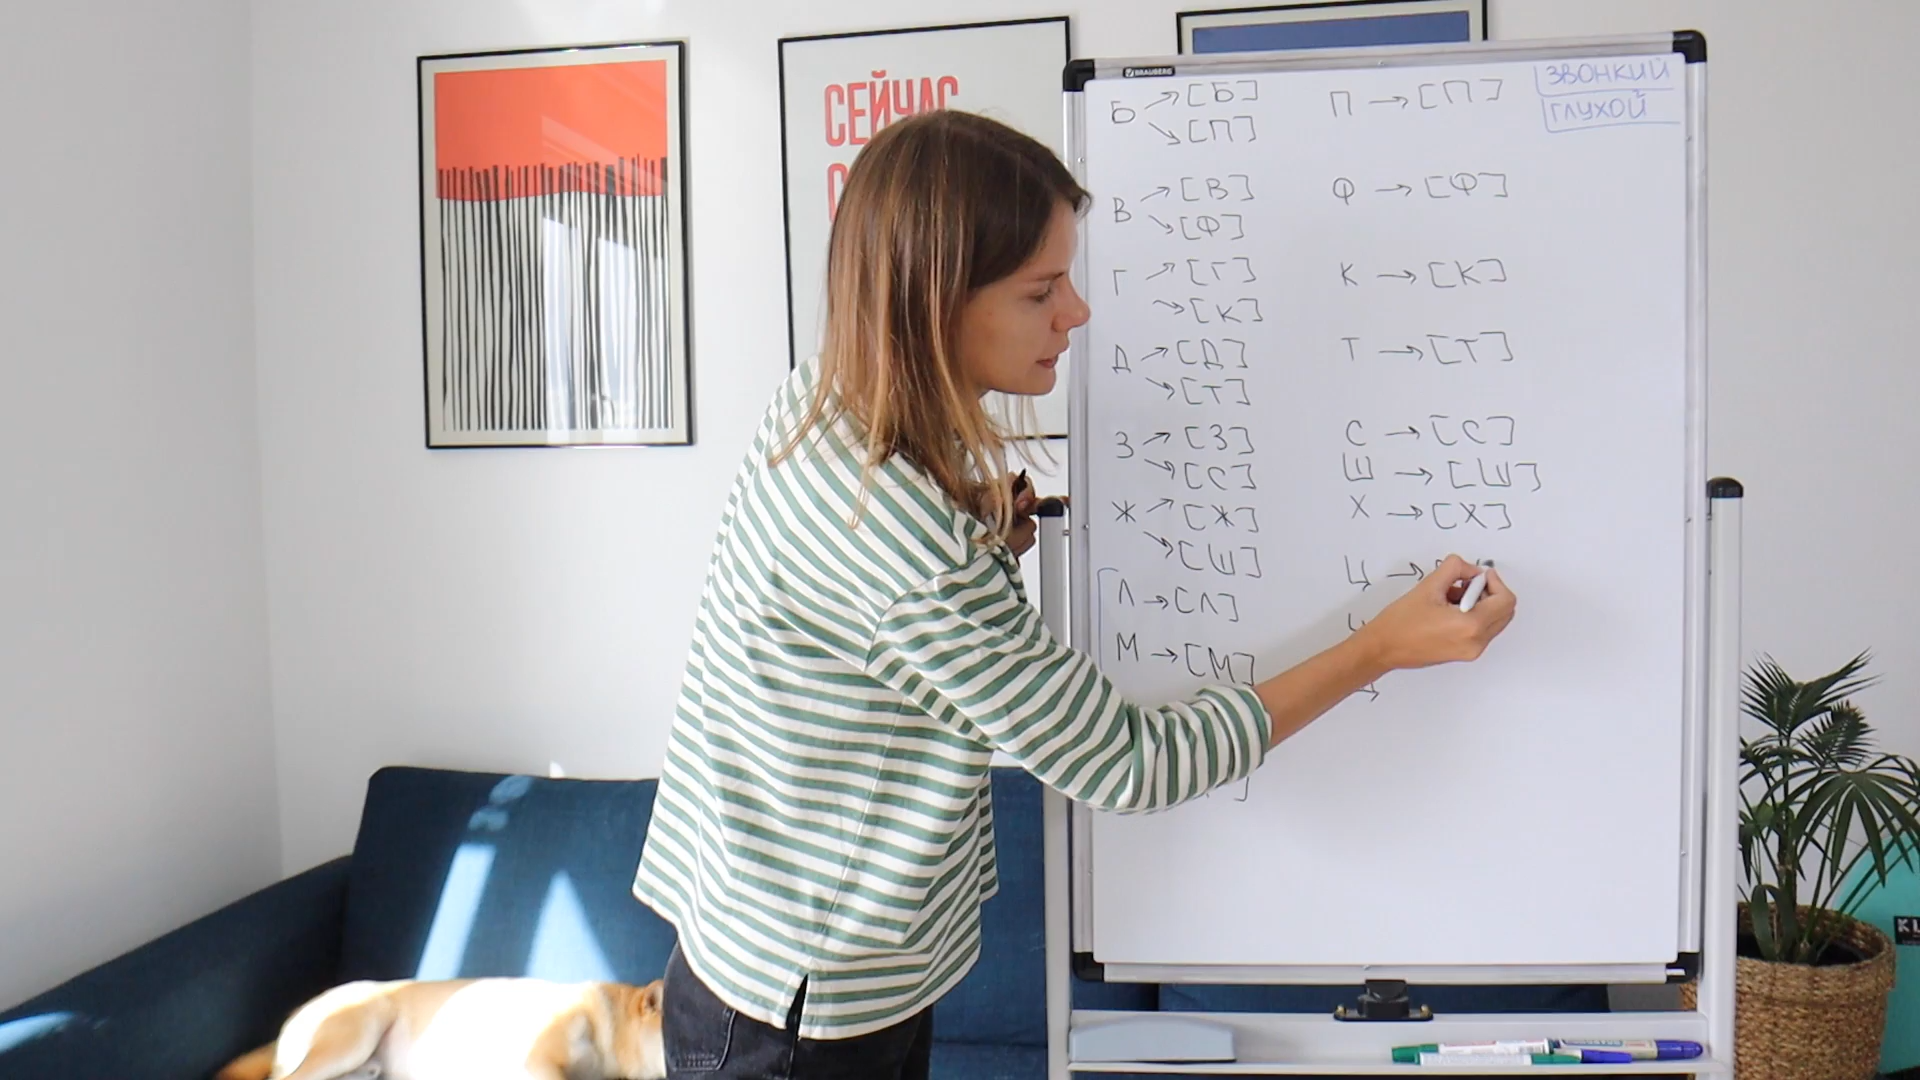 СЕЙЧАС
BRAUBERG
ЗВОНКИЙ
ГЛУХОЙ
Б → [Б]
→ [П]
В → [В]
→ [Ф]
Г → [Г]
→ [К]
Д → [Д]
→ [Т]
З → [З]
→ [С]
Ж → [Ж]
→ [Ш]
Л → [Л]
М → [М]
П → [П]
Ф → [Ф]
К → [К]
Т → [Т]
С → [С]
Ш → [Ш]
Х → [Х]
Ц →